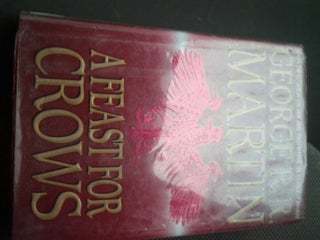 GEORGE R.R.
MARTIN
A FEAST FOR
CROWS